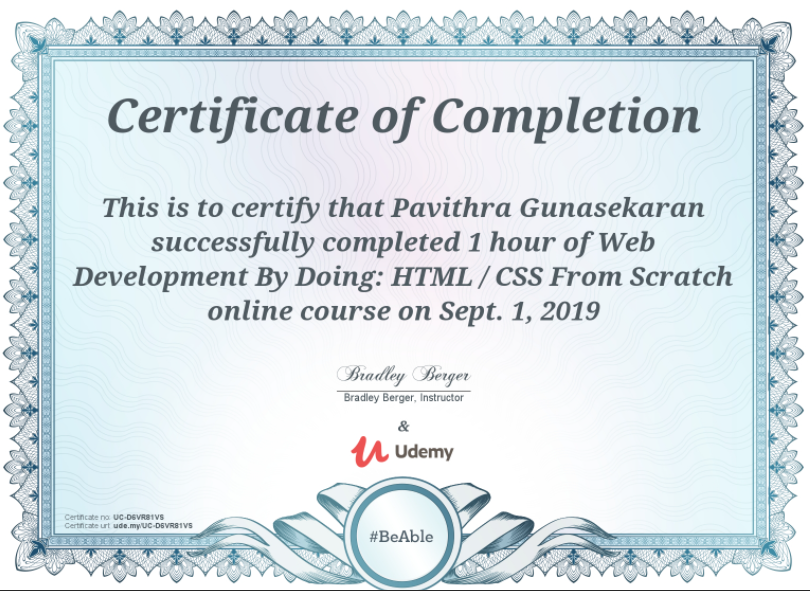 Certificate of Completion
This is to certify that Pavithra Gunasekaran
successfully completed 1 hour of Web
Development By Doing: HTML / CSS From Scratch
online course on Sept. 1, 2019
Bradley Berger
Bradley Berger, Instructor
&
Udemy
Certificate no: UC-D6VR81VS
Certificate url: ude.my/UC-D6VR81VS
#BeAble